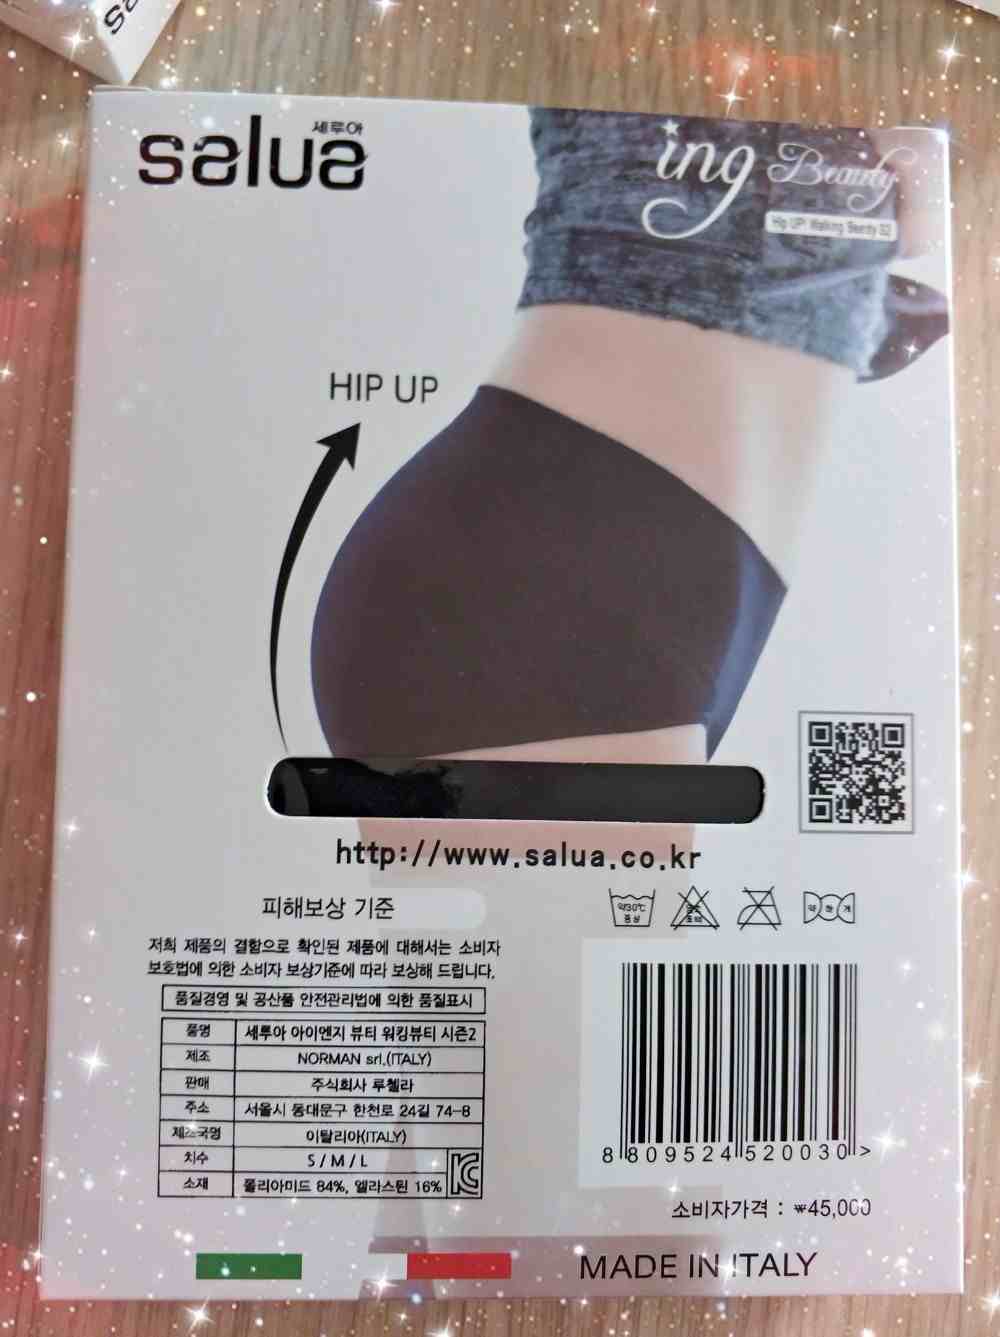 sa
세루아
salua
ing Beauty
Hip UP! Walking Beauty S2
HIP UP
http://www.salua.co.kr
약30℃
중성
약 하 게
피해보상 기준
저희 제품의 결함으로 확인된 제품에 대해서는 소비자
보호법에 의한 소비자 보상기준에 따라 보상해 드립니다.
품질경영 및 공산품 안전관리법에 의한 품질표시
품명 세루아 아이엔지 뷰티 워킹뷰티 시즌2
제조 NORMAN srl.(ITALY)
판매 주식회사 루첼라
주소 서울시 동대문구 한천로 24길 74-8
제조국명 이탈리아(ITALY)
치수 S / M / L
소재 폴리아미드 84%, 엘라스틴 16%
8 809524 520030 >
소비자가격 : ₩45,000
MADE IN ITALY